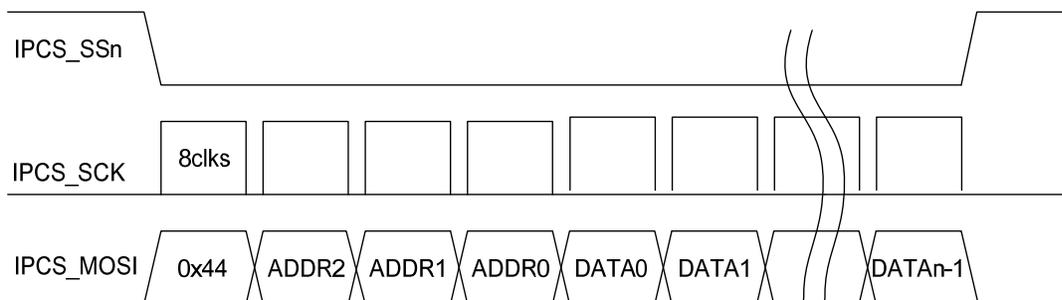 IPCS_SSn
8clks
IPCS_SCK
IPCS_MOSI 0x44 ADDR2 ADDR1 ADDR0 DATA0 DATA1 DATAn-1